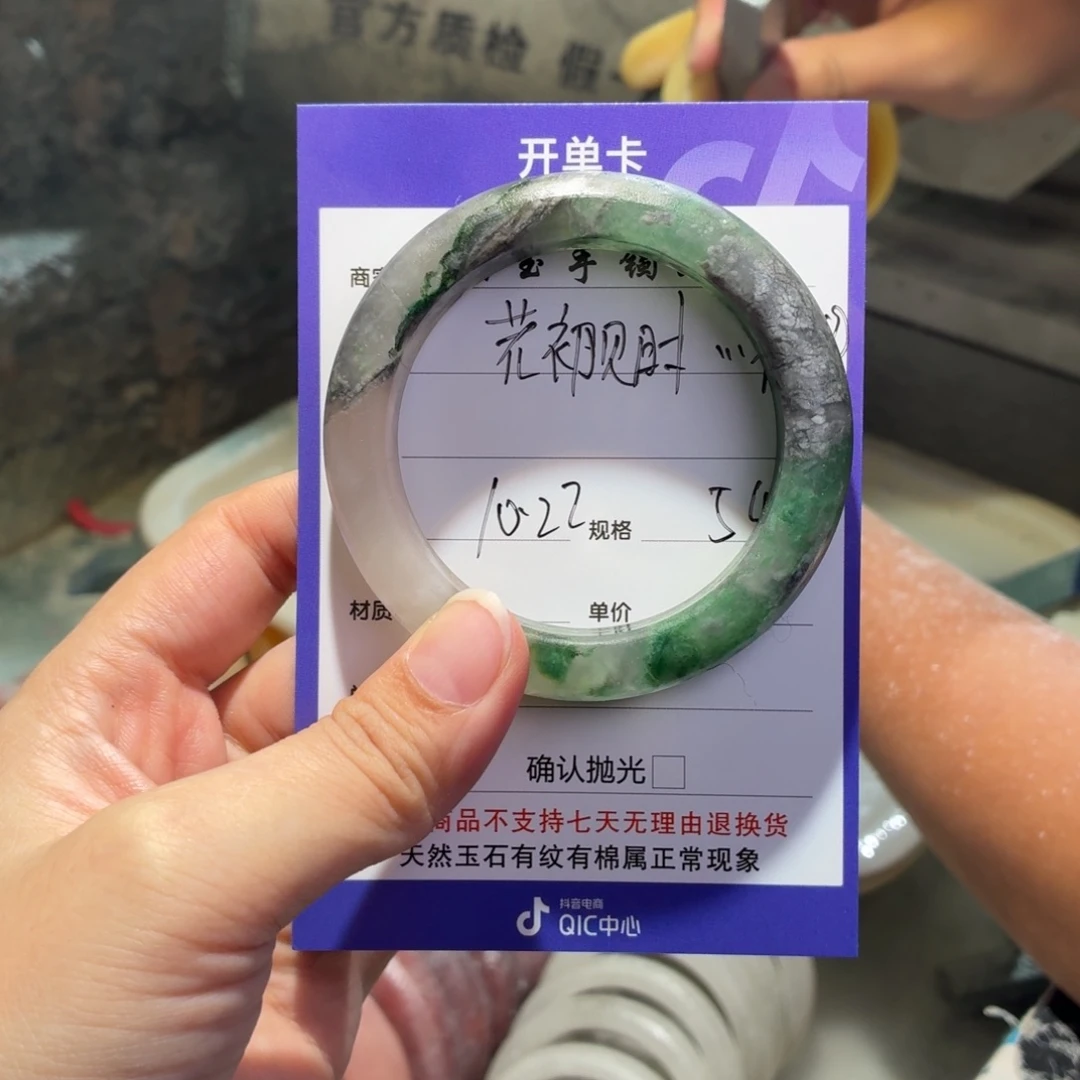 官方质检 假
开单卡
商
玉手镯
花初见时
10.22 规格 54
材质 单价
确认抛光
商品不支持七天无理由退换货
天然玉石有纹有棉属正常现象
抖音电商
QIC中心